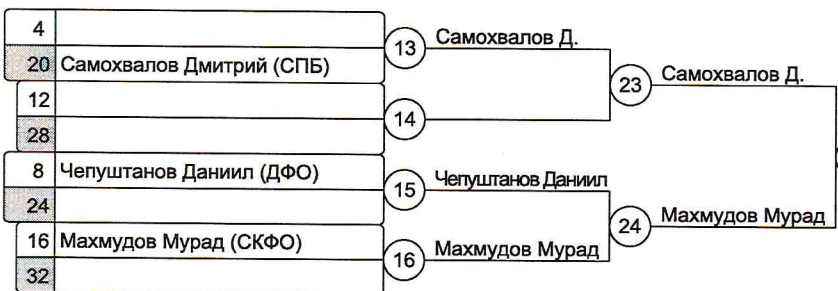 4
20 Самохвалов Дмитрий (СПБ)
13 Самохвалов Д.
12
28
14
23 Самохвалов Д.
8 Чепуштанов Даниил (ДФО)
24
15 Чепуштанов Даниил
16 Махмудов Мурад (СКФО)
32
16 Махмудов Мурад
24 Махмудов Мурад